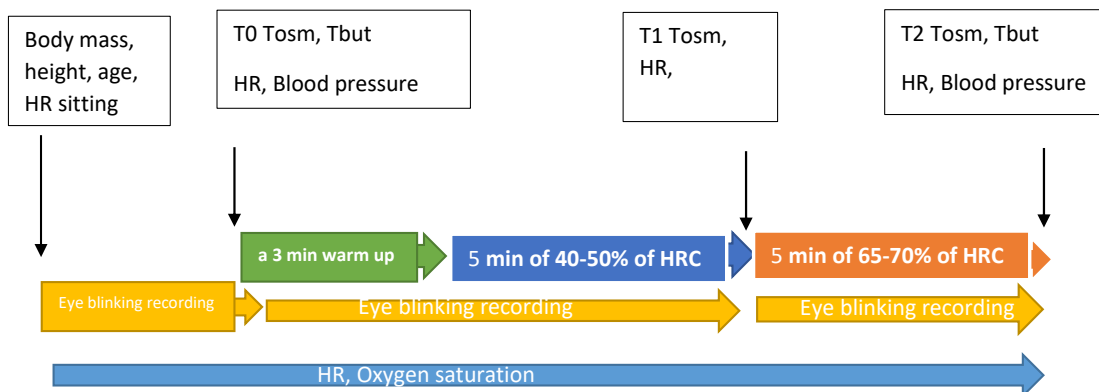 Body mass,
height, age,
HR sitting
T0 Tosm, Tbut
HR, Blood pressure
T1 Tosm,
HR,
T2 Tosm, Tbut
HR, Blood pressure
a 3 min warm up
5 min of 40-50% of HRC
5 min of 65-70% of HRC
Eye blinking recording
Eye blinking recording
Eye blinking recording
HR, Oxygen saturation